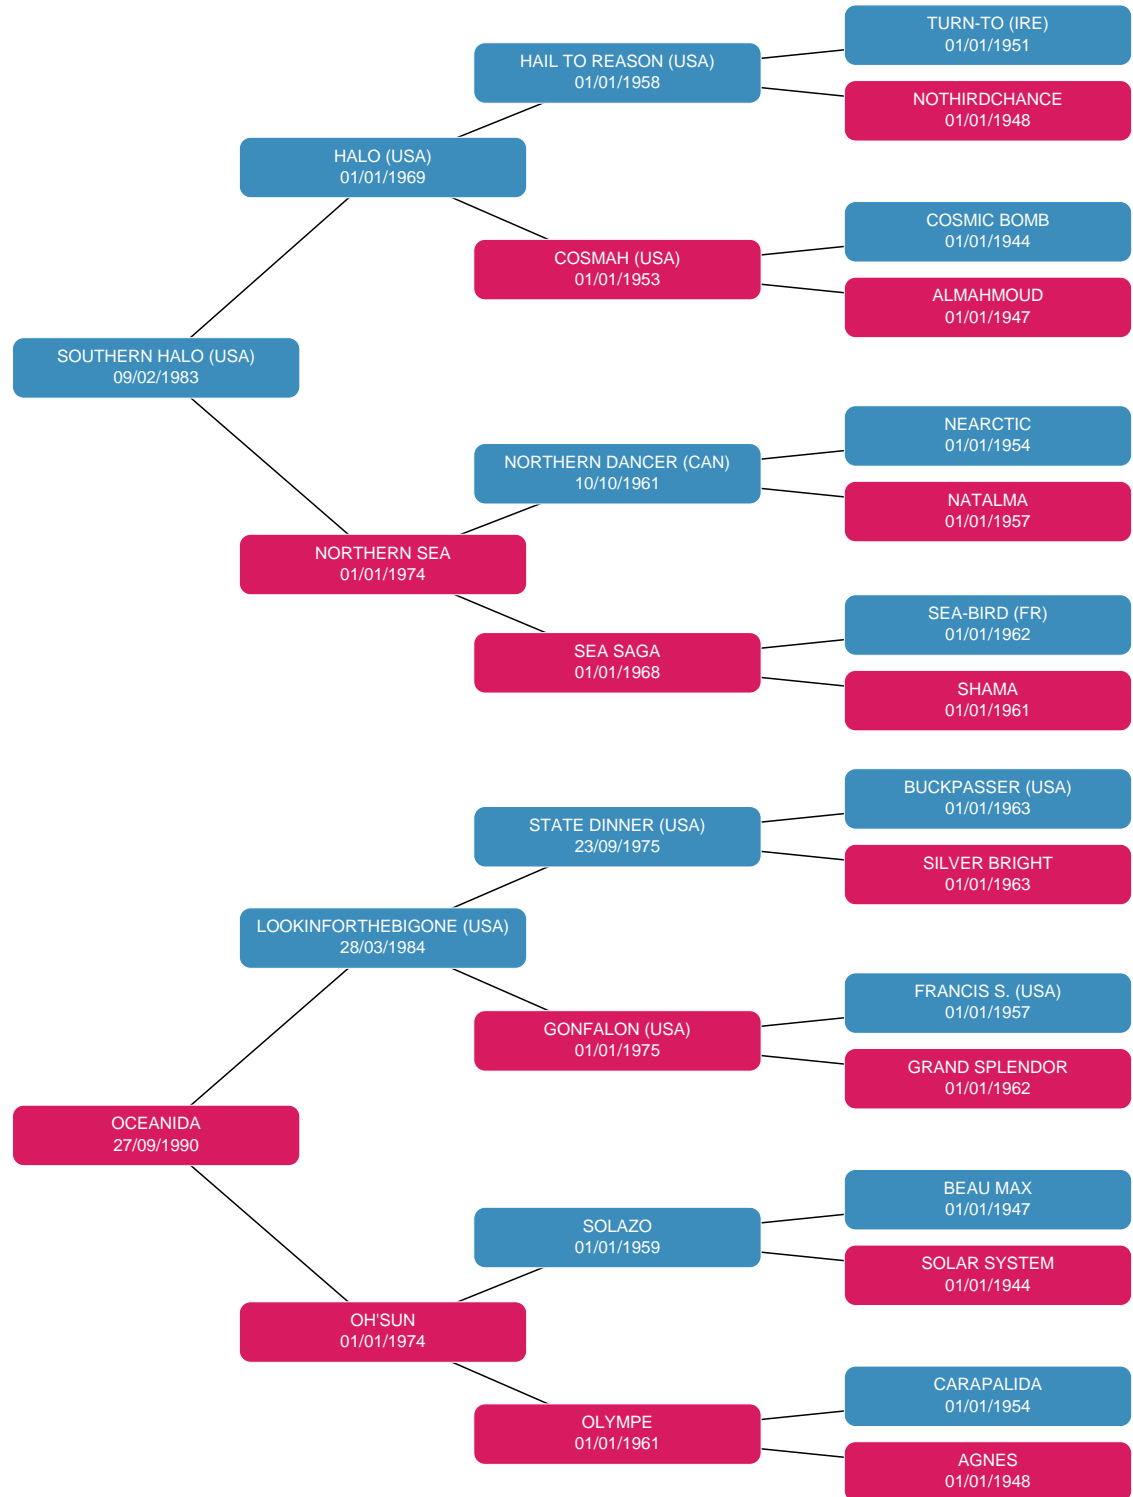 TURN-TO (IRE)
01/01/1951
HAIL TO REASON (USA)
01/01/1958
NOTHIRDCHANCE
01/01/1948
HALO (USA)
01/01/1969
COSMIC BOMB
01/01/1944
COSMAH (USA)
01/01/1953
ALMAHMOUD
01/01/1947
SOUTHERN HALO (USA)
09/02/1983
NEARCTIC
01/01/1954
NORTHERN DANCER (CAN)
10/10/1961
NATALMA
01/01/1957
NORTHERN SEA
01/01/1974
SEA-BIRD (FR)
01/01/1962
SEA SAGA
01/01/1968
SHAMA
01/01/1961
BUCKPASSER (USA)
01/01/1963
STATE DINNER (USA)
23/09/1975
SILVER BRIGHT
01/01/1963
LOOKINFORTHEBIGONE (USA)
28/03/1984
FRANCIS S. (USA)
01/01/1957
GONFALON (USA)
01/01/1975
GRAND SPLENDOR
01/01/1962
OCEANIDA
27/09/1990
BEAU MAX
01/01/1947
SOLAZO
01/01/1959
SOLAR SYSTEM
01/01/1944
OH'SUN
01/01/1974
CARAPALIDA
01/01/1954
OLYMPE
01/01/1961
AGNES
01/01/1948